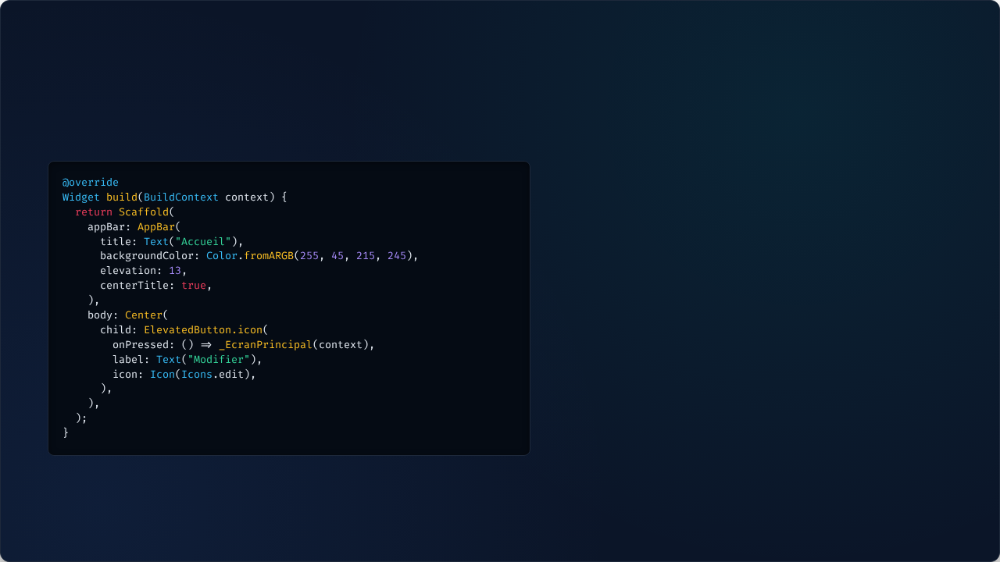 @override
Widget build(BuildContext context) {
  return Scaffold(
    appBar: AppBar(
      title: Text("Accueil"),
      backgroundColor: Color.fromARGB(255, 45, 215, 245),
      elevation: 13,
      centerTitle: true,
    ),
    body: Center(
      child: ElevatedButton.icon(
        onPressed: () => _EcranPrincipal(context),
        label: Text("Modifier"),
        icon: Icon(Icons.edit),
      ),
    ),
  );
}